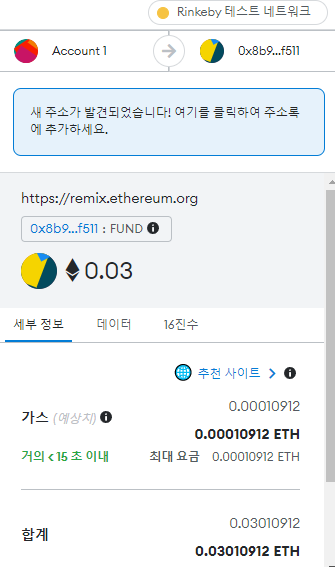 Rinkeby 테스트 네트워크
Account 1
0x8b9...f511
새 주소가 발견되었습니다! 여기를 클릭하여 주소록
에 추가하세요.
https://remix.ethereum.org
0x8b9...f511 : FUND
0.03
세부 정보 데이터 16진수
추천 사이트
가스 (예상치) 0.00010912
0.00010912 ETH
거의 < 15 초 이내 최대 요금 0.00010912 ETH
합계 0.03010912
0.03010912 ETH